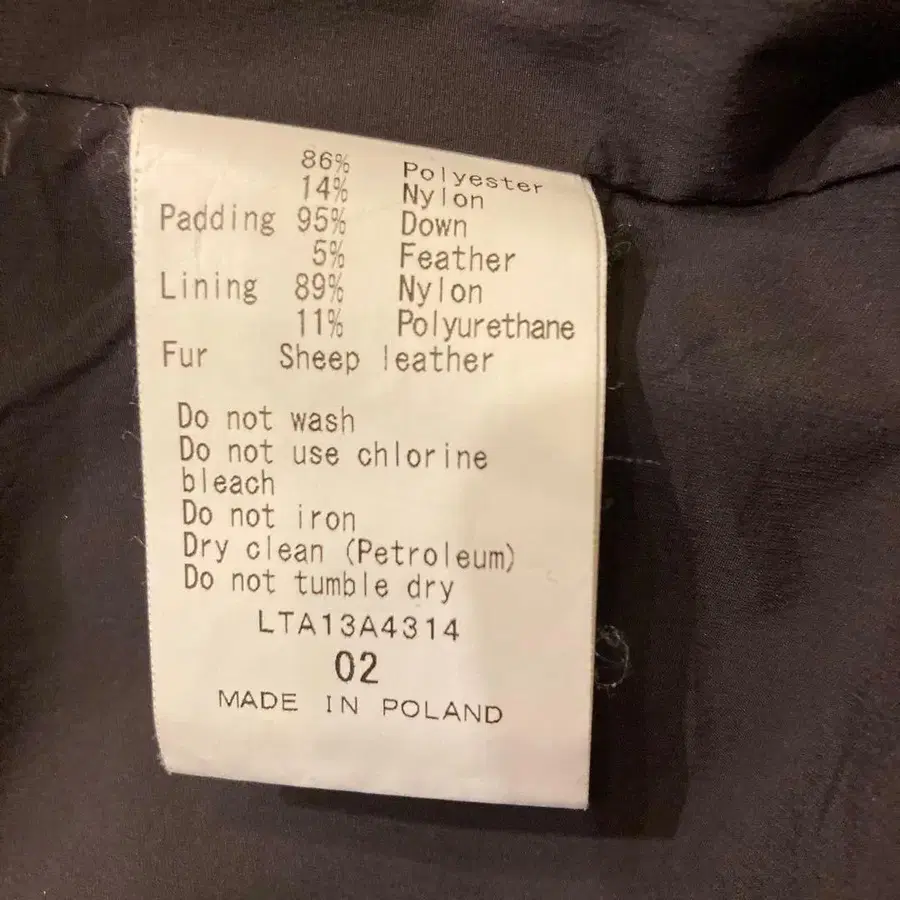 86% Polyester
14% Nylon
Padding 95% Down
5% Feather
Lining 89% Nylon
11% Polyurethane
Fur Sheep leather
Do not wash
Do not use chlorine
bleach
Do not iron
Dry clean (Petroleum)
Do not tumble dry
LTA13A4314
02
MADE IN POLAND